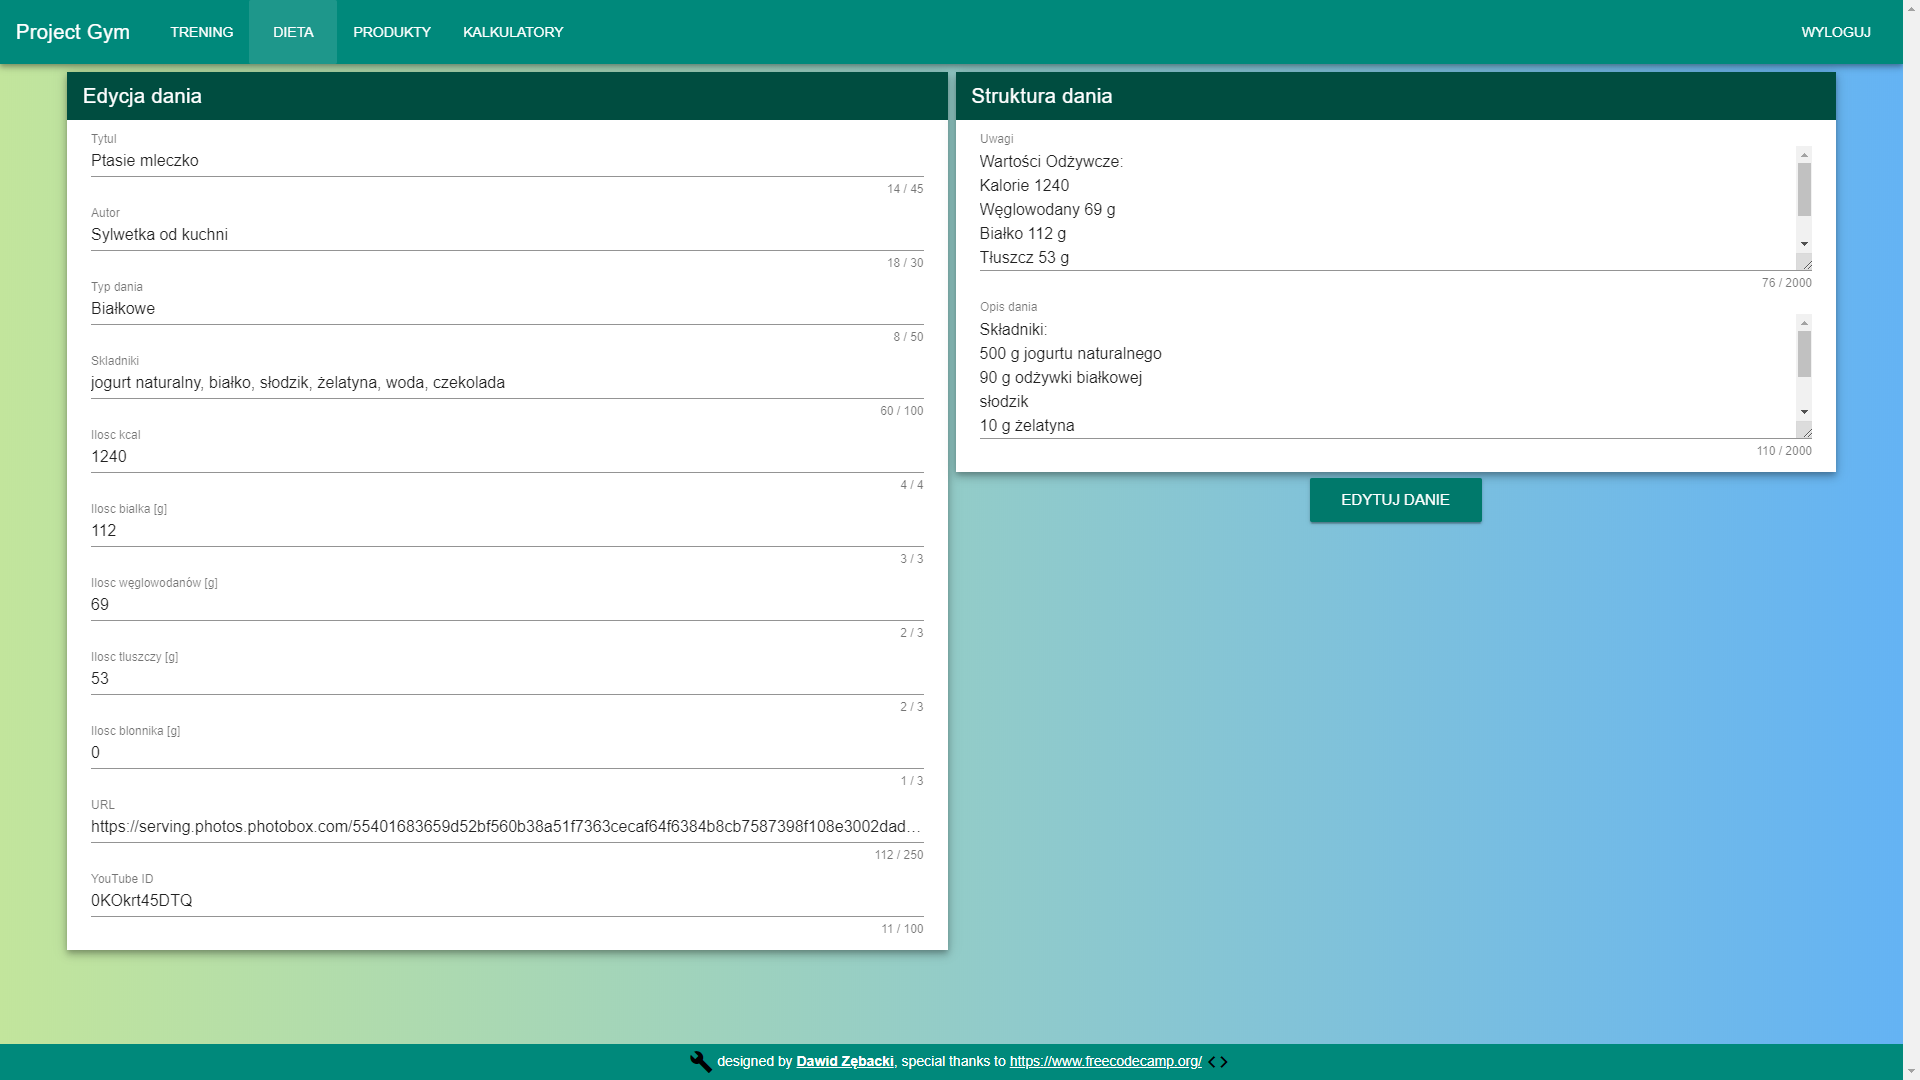 Project Gym
TRENING
DIETA
PRODUKTY
KALKULATORY
WYLOGUJ
Edycja dania
Tytul
Ptasie mleczko
14 / 45
Autor
Sylwetka od kuchni
18 / 30
Typ dania
Białkowe
8 / 50
Skladniki
jogurt naturalny, białko, słodzik, żelatyna, woda, czekolada
60 / 100
Ilosc kcal
1240
4 / 4
Ilosc bialka [g]
112
3 / 3
Ilosc węglowodanów [g]
69
2 / 3
Ilosc tluszczy [g]
53
2 / 3
Ilosc blonnika [g]
0
1 / 3
URL
https://serving.photos.photobox.com/55401683659d52bf560b38a51f7363cecaf64f6384b8cb7587398f108e3002dad...
112 / 250
YouTube ID
0KOkrt45DTQ
11 / 100
Struktura dania
Uwagi
Wartości Odżywcze:
Kalorie 1240
Węglowodany 69 g
Białko 112 g
Tłuszcz 53 g
76 / 2000
Opis dania
Składniki:
500 g jogurtu naturalnego
90 g odżywki białkowej
słodzik
10 g żelatyna
110 / 2000
EDYTUJ DANIE
designed by Dawid Zębacki, special thanks to https://www.freecodecamp.org/